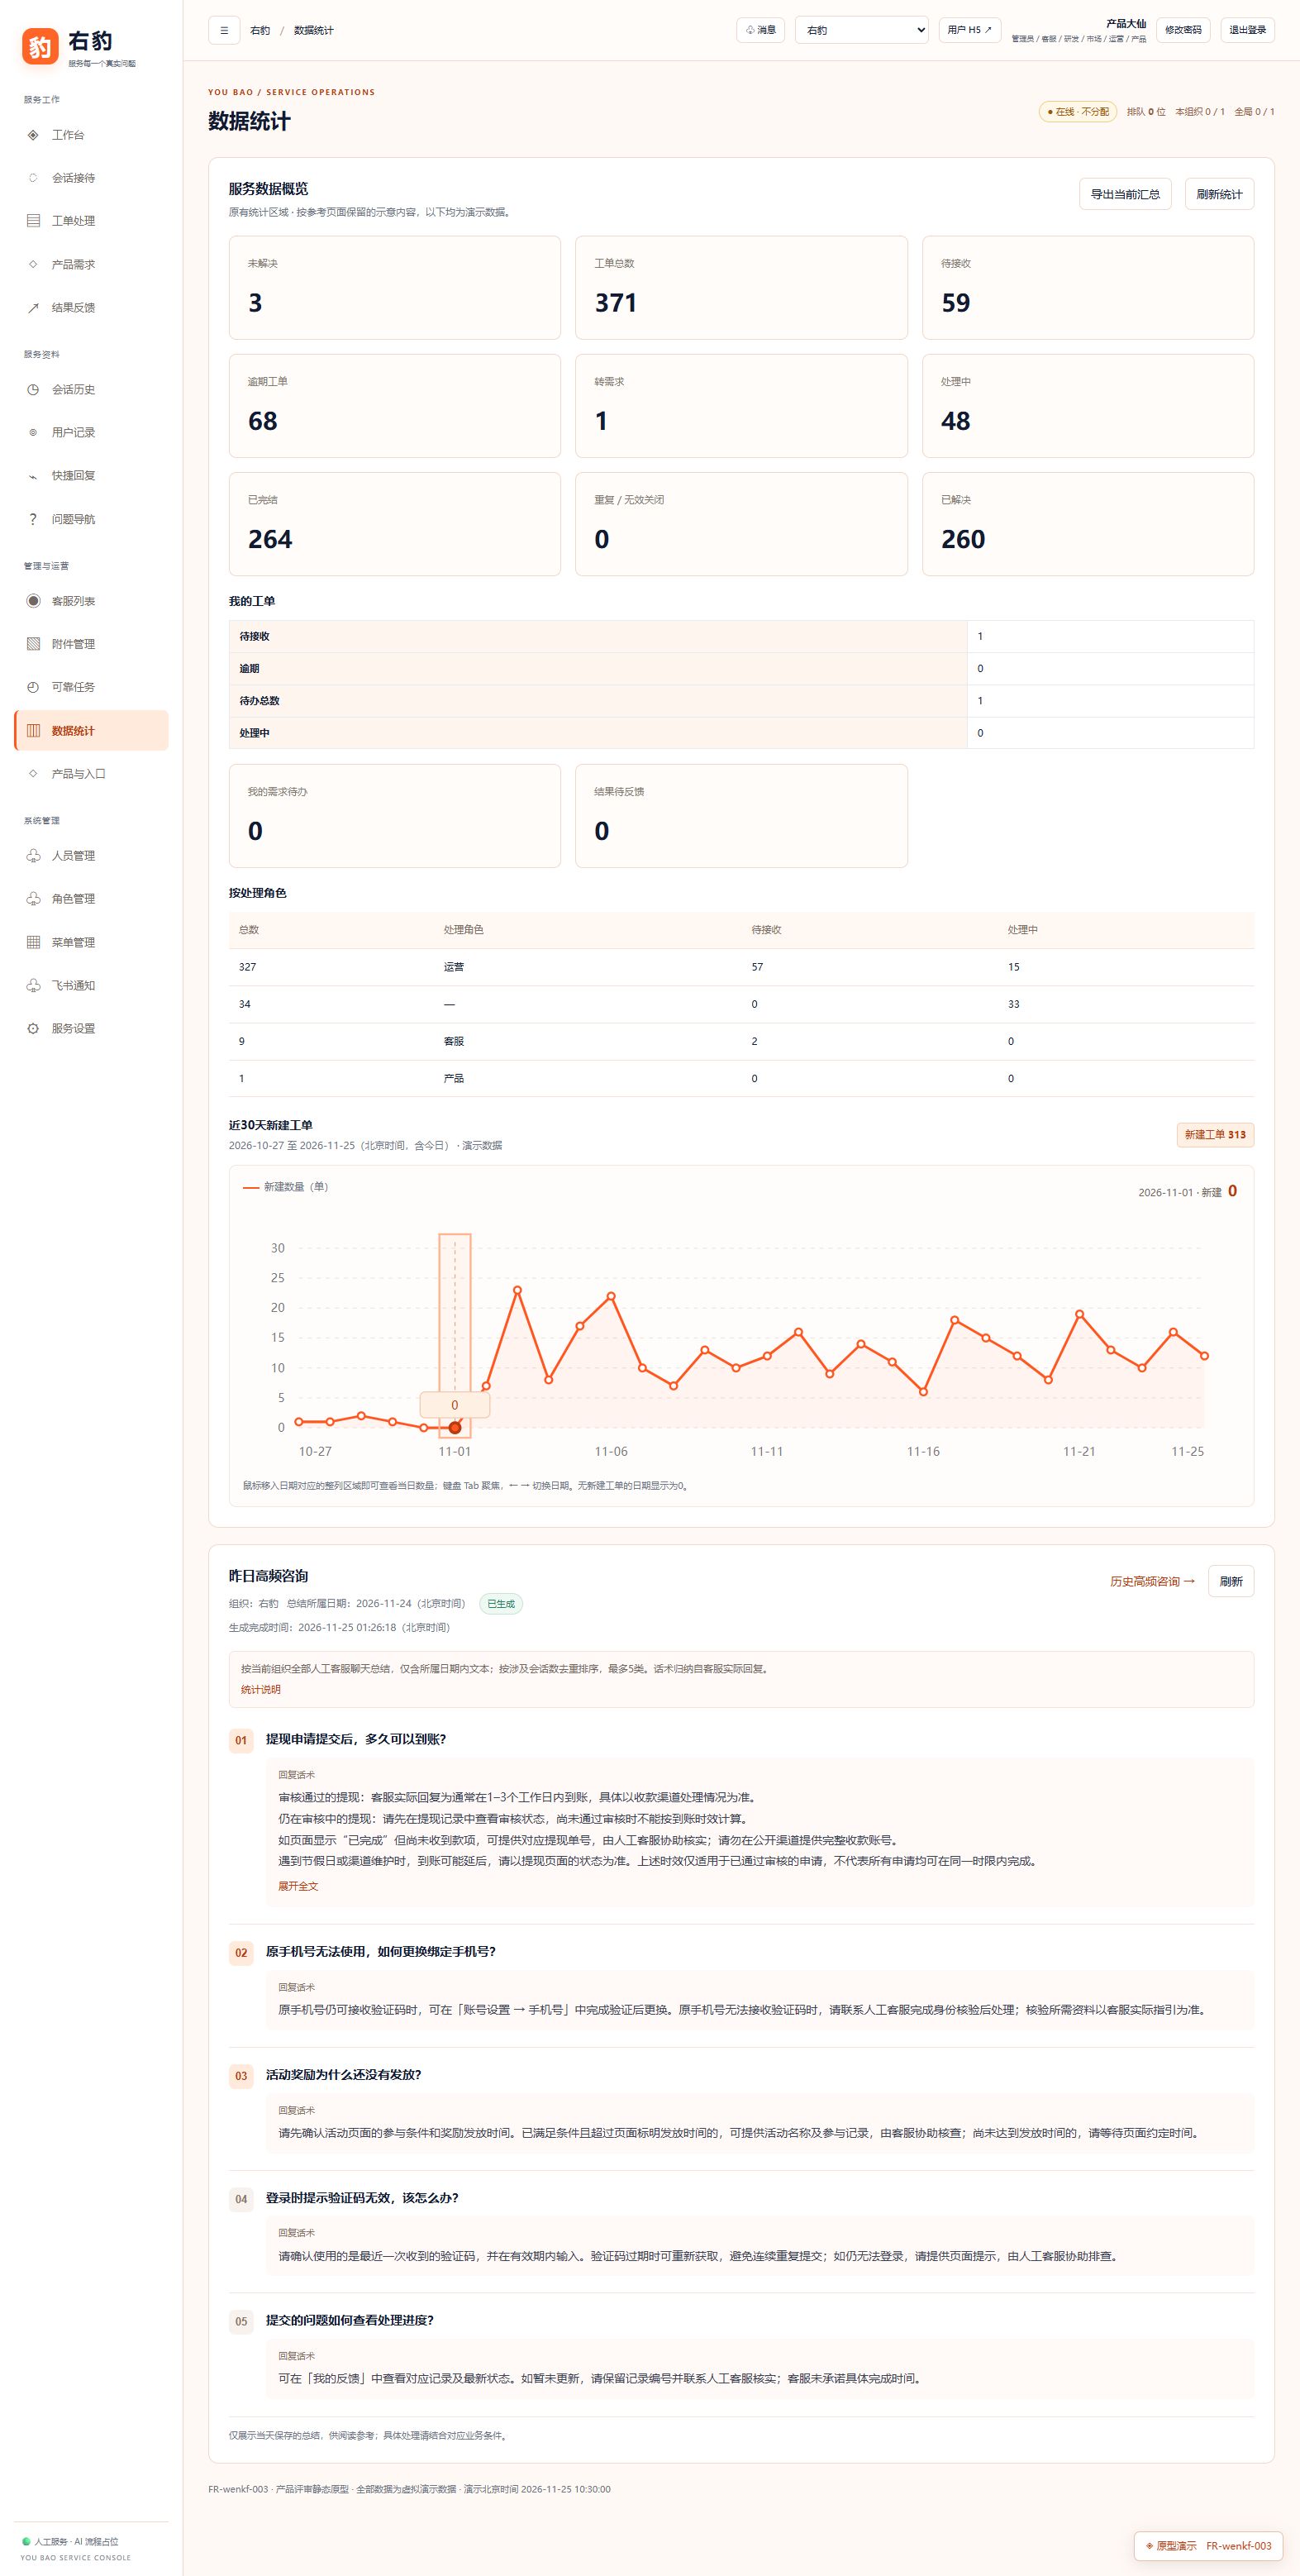 豹
右豹
服务每一个真实问题
服务工作
工作台
会话接待
工单处理
产品需求
结果反馈
服务资料
会话历史
用户记录
快捷回复
问题导航
管理与运营
客服列表
附件管理
可靠任务
数据统计
产品与入口
系统管理
人员管理
角色管理
菜单管理
飞书通知
服务设置
人工服务 · AI 流程占位
YOU BAO SERVICE CONSOLE
右豹 / 数据统计
消息
右豹
用户 H5 ↗
产品大仙
管理员 / 客服 / 研发 / 市场 / 运营 / 产品
修改密码
退出登录
YOU BAO / SERVICE OPERATIONS
数据统计
在线 · 不分配 排队 0 位 本组织 0 / 1 全局 0 / 1
服务数据概览
原有统计区域 · 按参考页面保留的示意内容，以下均为演示数据。
导出当前汇总
刷新统计
未解决
3
工单总数
371
待接收
59
逾期工单
68
转需求
1
处理中
48
已完结
264
重复 / 无效关闭
0
已解决
260
我的工单
待接收 1
逾期 0
待办总数 1
处理中 0
我的需求待办
0
结果待反馈
0
按处理角色
总数 处理角色 待接收 处理中
327 运营 57 15
34 — 0 33
9 客服 2 0
1 产品 0 0
近30天新建工单
2026-10-27 至 2026-11-25（北京时间，含今日） · 演示数据
新建工单 313
新建数量（单）
2026-11-01 · 新建 0
30
25
20
15
10
5
0
0
10-27 11-01 11-06 11-11 11-16 11-21 11-25
鼠标移入日期对应的整列区域即可查看当日数量；键盘 Tab 聚焦，← → 切换日期。无新建工单的日期显示为0。
昨日高频咨询
历史高频咨询 →
刷新
组织：右豹 总结所属日期：2026-11-24（北京时间） 已生成
生成完成时间：2026-11-25 01:26:18（北京时间）
按当前组织全部人工客服聊天总结，仅含所属日期内文本；按涉及会话数去重排序，最多5类。话术归纳自客服实际回复。
统计说明
01 提现申请提交后，多久可以到账？
回复话术
审核通过的提现：客服实际回复为通常在1–3个工作日内到账，具体以收款渠道处理情况为准。
仍在审核中的提现：请先在提现记录中查看审核状态，尚未通过审核时不能按到账时效计算。
如页面显示“已完成”但尚未收到款项，可提供对应提现单号，由人工客服协助核实；请勿在公开渠道提供完整收款账号。
遇到节假日或渠道维护时，到账可能延后，请以提现页面的状态为准。上述时效仅适用于已通过审核的申请，不代表所有申请均可在同一时限内完成。
展开全文
02 原手机号无法使用，如何更换绑定手机号？
回复话术
原手机号仍可接收验证码时，可在「账号设置 → 手机号」中完成验证后更换。原手机号无法接收验证码时，请联系人工客服完成身份核验后处理；核验所需资料以客服实际指引为准。
03 活动奖励为什么还没有发放？
回复话术
请先确认活动页面的参与条件和奖励发放时间。已满足条件且超过页面标明发放时间的，可提供活动名称及参与记录，由客服协助核查；尚未达到发放时间的，请等待页面约定时间。
04 登录时提示验证码无效，该怎么办？
回复话术
请确认使用的是最近一次收到的验证码，并在有效期内输入。验证码过期时可重新获取，避免连续重复提交；如仍无法登录，请提供页面提示，由人工客服协助排查。
05 提交的问题如何查看处理进度？
回复话术
可在「我的反馈」中查看对应记录及最新状态。如暂未更新，请保留记录编号并联系人工客服核实；客服未承诺具体完成时间。
仅展示当天保存的总结，供阅读参考；具体处理请结合对应业务条件。
FR-wenkf-003 · 产品评审静态原型 · 全部数据为虚拟演示数据 · 演示北京时间 2026-11-25 10:30:00
原型演示 FR-wenkf-003